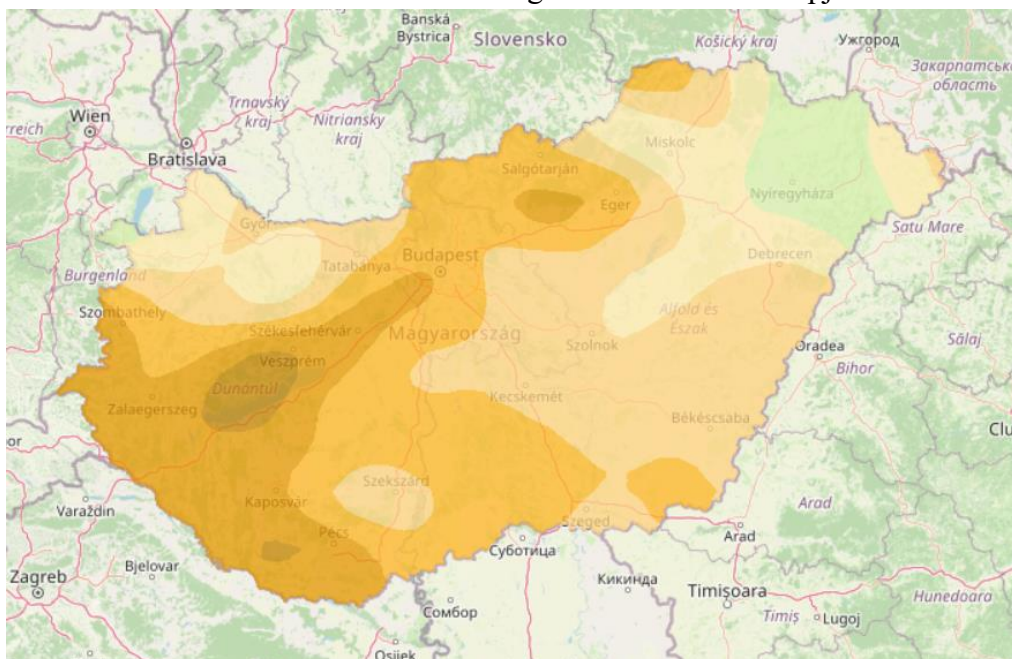 Banská
Bystrica
Slovensko
Košický kraj
Ужгород
Закарпатська
область
Wien
Trnavský
kraj
Nitriansky
kraj
Bratislava
Miskolc
Salgótarján
Nyíregyháza
Eger
Győr
Satu Mare
Tatabánya
Budapest
Debrecen
Burgenland
Szombathely
Székesfehérvár
Magyarország
Alföld és
Észak
Szolnok
Oradea
Sălaj
Veszprém
Dunántúl
Bihor
Zalaegerszeg
Kecskemét
Békéscsaba
Szekszárd
Kaposvár
Varaždin
Arad
Pécs
Szeged
Arad
Суботица
Bjelovar
Zagreb
Кикинда
Timișoara
Hunedoara
Сомбор
Timiș
Lugoj
Osijek